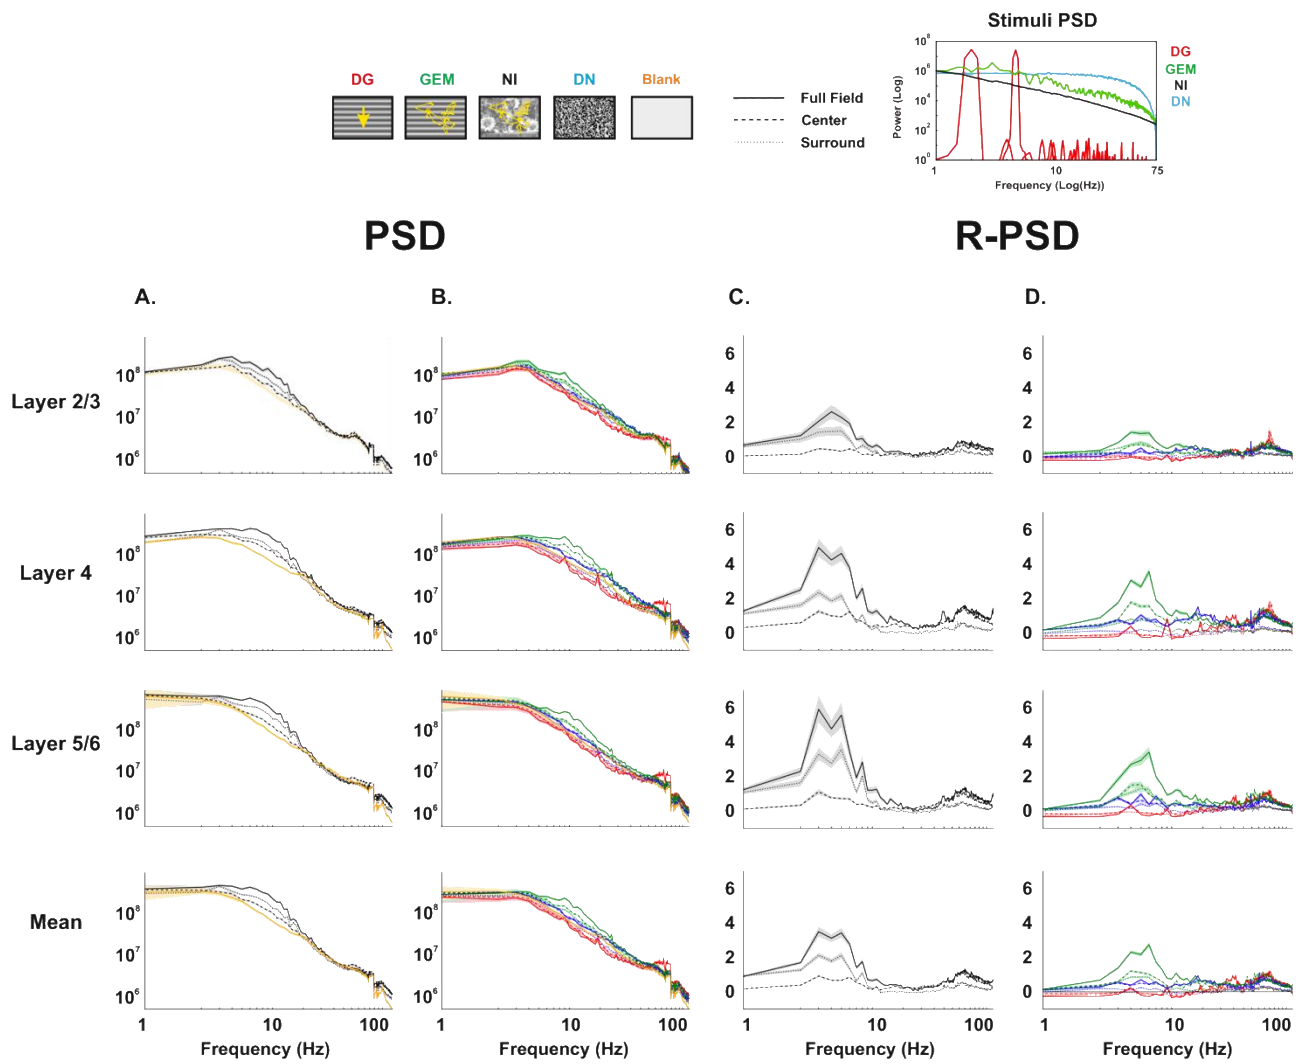 Stimuli PSD
DG GEM NI DN Blank
Full Field
Center
Surround
Power (Log)
10^8
10^6
10^4
10^2
10^0
1 10 75
Frequency (Log(Hz))
DG
GEM
NI
DN
PSD R-PSD
A. B. C. D.
Layer 2/3
10^8 10^8 6 6
10^7 10^7 4 4
10^6 10^6 2 2
0 0
Layer 4
10^8 10^8 6 6
10^7 10^7 4 4
10^6 10^6 2 2
0 0
Layer 5/6
10^8 10^8 6 6
10^7 10^7 4 4
10^6 10^6 2 2
0 0
Mean
10^8 10^8 6 6
10^7 10^7 4 4
10^6 10^6 2 2
0 0
1 10 100 1 10 100 1 10 100 1 10 100
Frequency (Hz) Frequency (Hz) Frequency (Hz) Frequency (Hz)